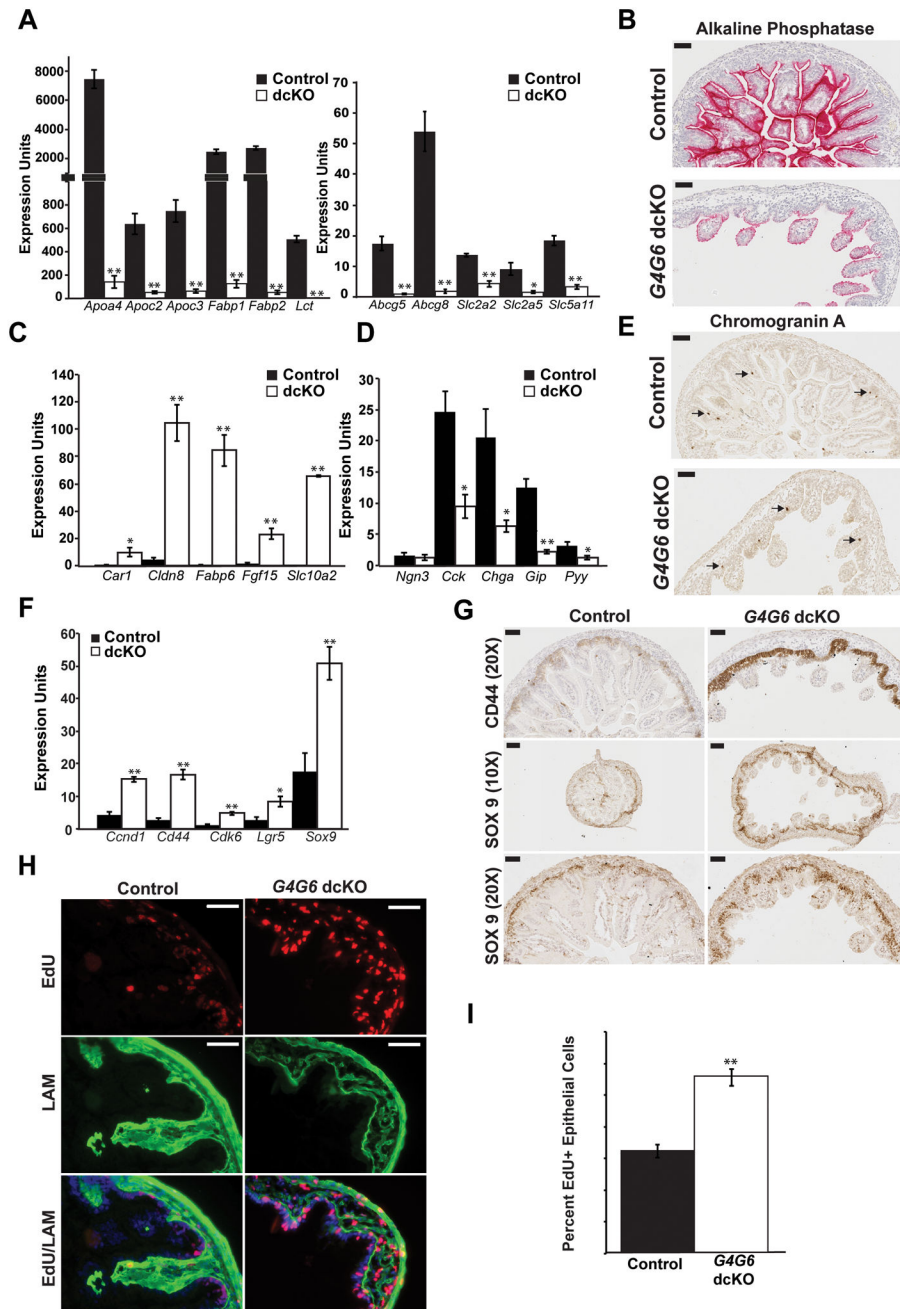 A
Control
dcKO
Expression Units
8000
6000
4000
2000
800
600
400
200
0
** ** ** ** ** **
Apoa4 Apoc2 Apoc3 Fabp1 Fabp2 Lct
Control
dcKO
Expression Units
70
60
50
40
30
20
10
0
** ** ** * **
Abcg5 Abcg8 Slc2a2 Slc2a5 Slc5a11
B
Alkaline Phosphatase
Control
G4G6 dcKO
C
Control
dcKO
Expression Units
140
120
100
80
60
40
20
0
* ** ** ** **
Car1 Cldn8 Fabp6 Fgf15 Slc10a2
D
Control
dcKO
Expression Units
30
25
20
15
10
5
0
* * ** *
Ngn3 Cck Chga Gip Pyy
E
Chromogranin A
Control
G4G6 dcKO
F
Control
dcKO
Expression Units
60
50
40
30
20
10
0
** ** ** * **
Ccnd1 Cd44 Cdk6 Lgr5 Sox9
G
Control G4G6 dcKO
CD44 (20X)
SOX 9 (10X)
SOX 9 (20X)
H
Control G4G6 dcKO
EdU
LAM
EdU/LAM
I
Percent EdU+ Epithelial Cells
**
Control G4G6
dcKO